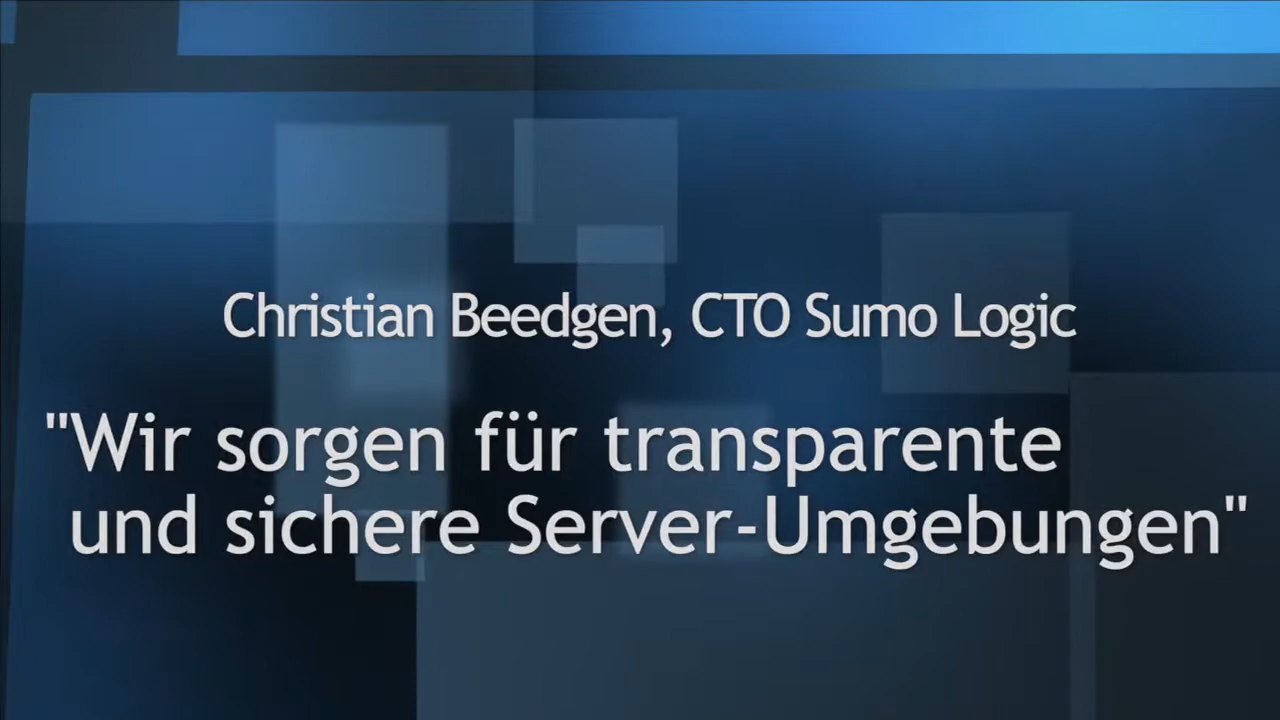 Christian Beedgen, CTO Sumo Logic
"Wir sorgen für transparente
und sichere Server-Umgebungen"